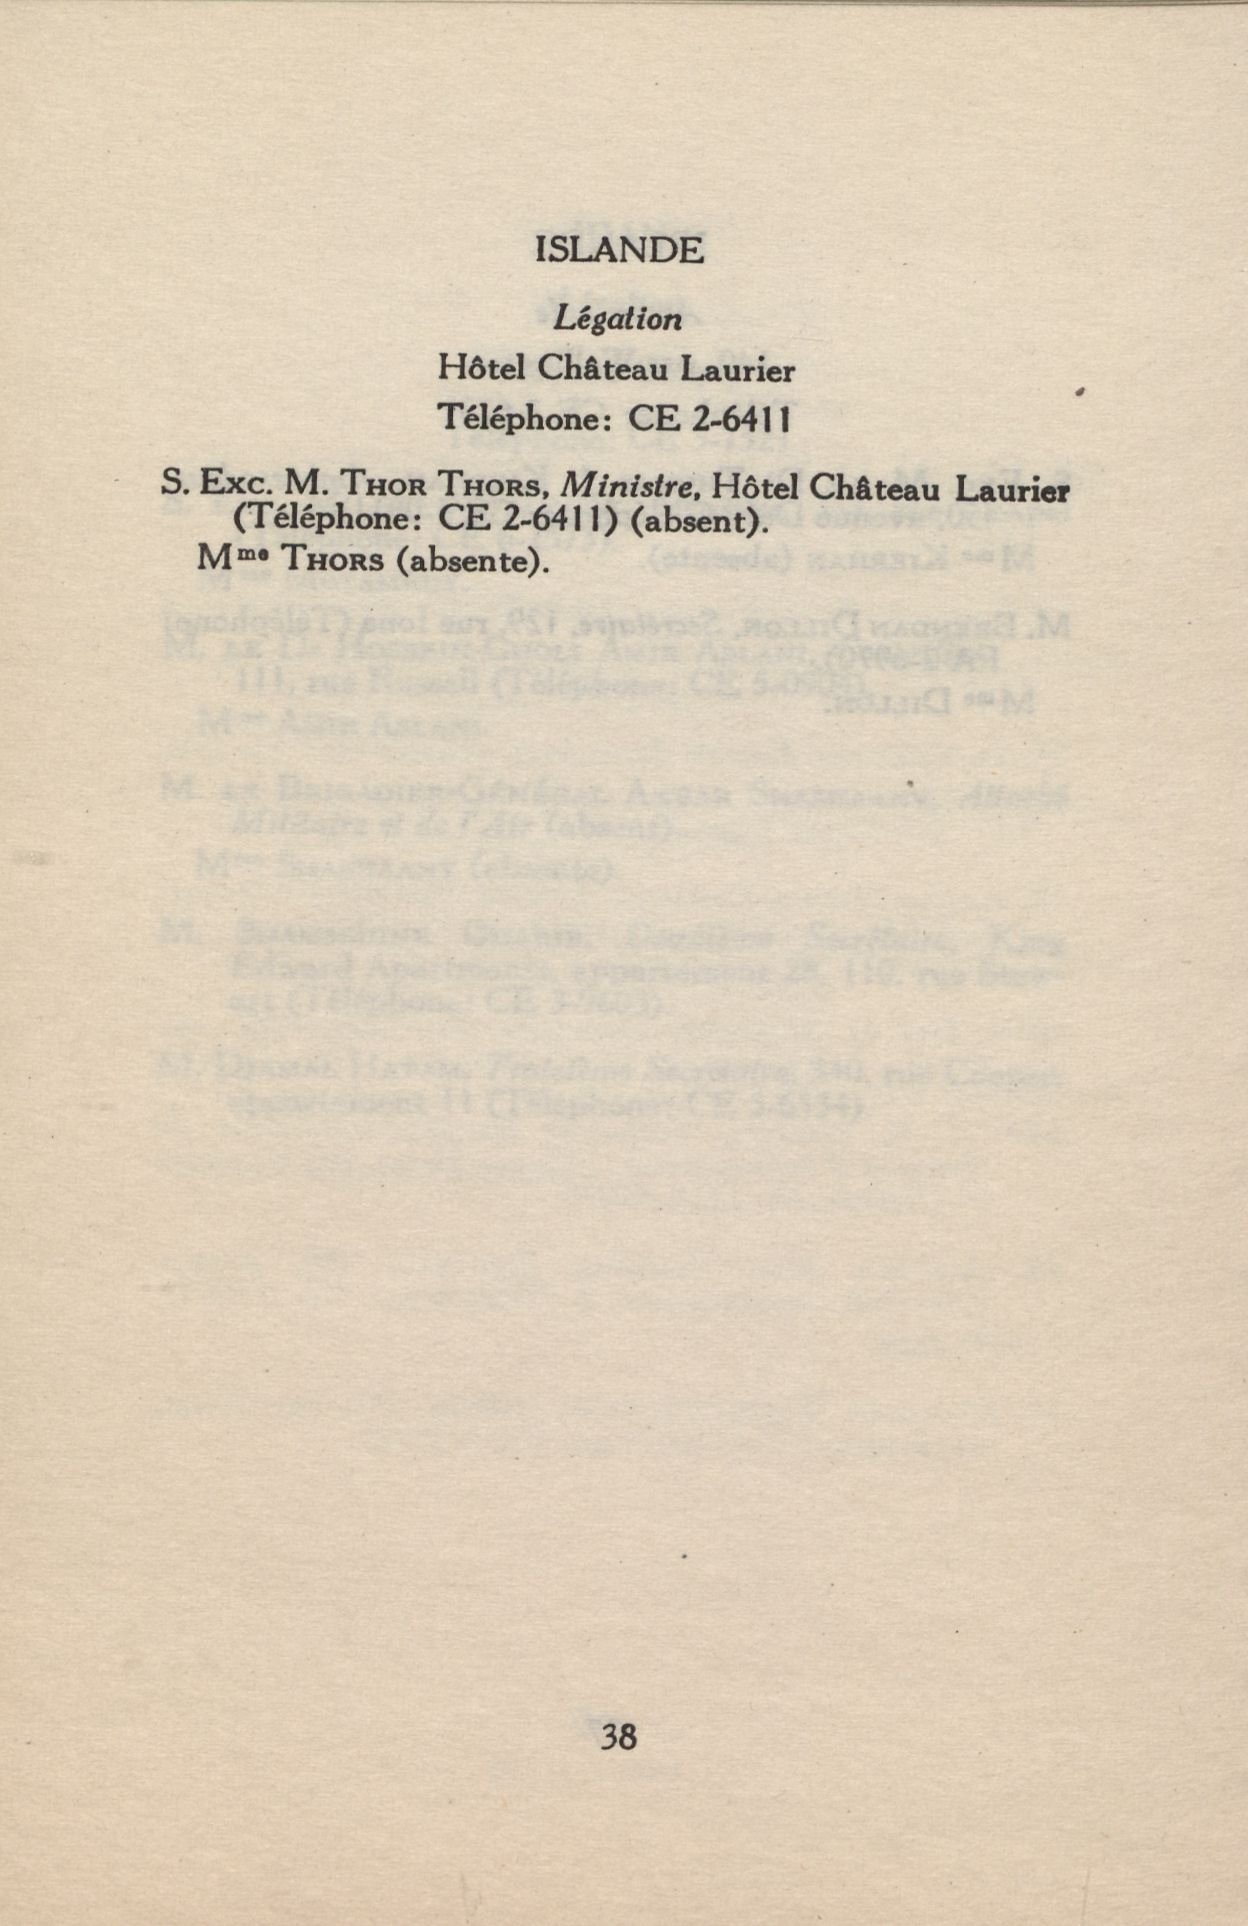 ISLANDE
Légation
Hôtel Château Laurier
Téléphone: CE 2-6411
S. Exc. M. Thor Thors, Ministre, Hôtel Château Laurier
(Téléphone: CE 2-6411) (absent).
Mme Thors (absente).
38